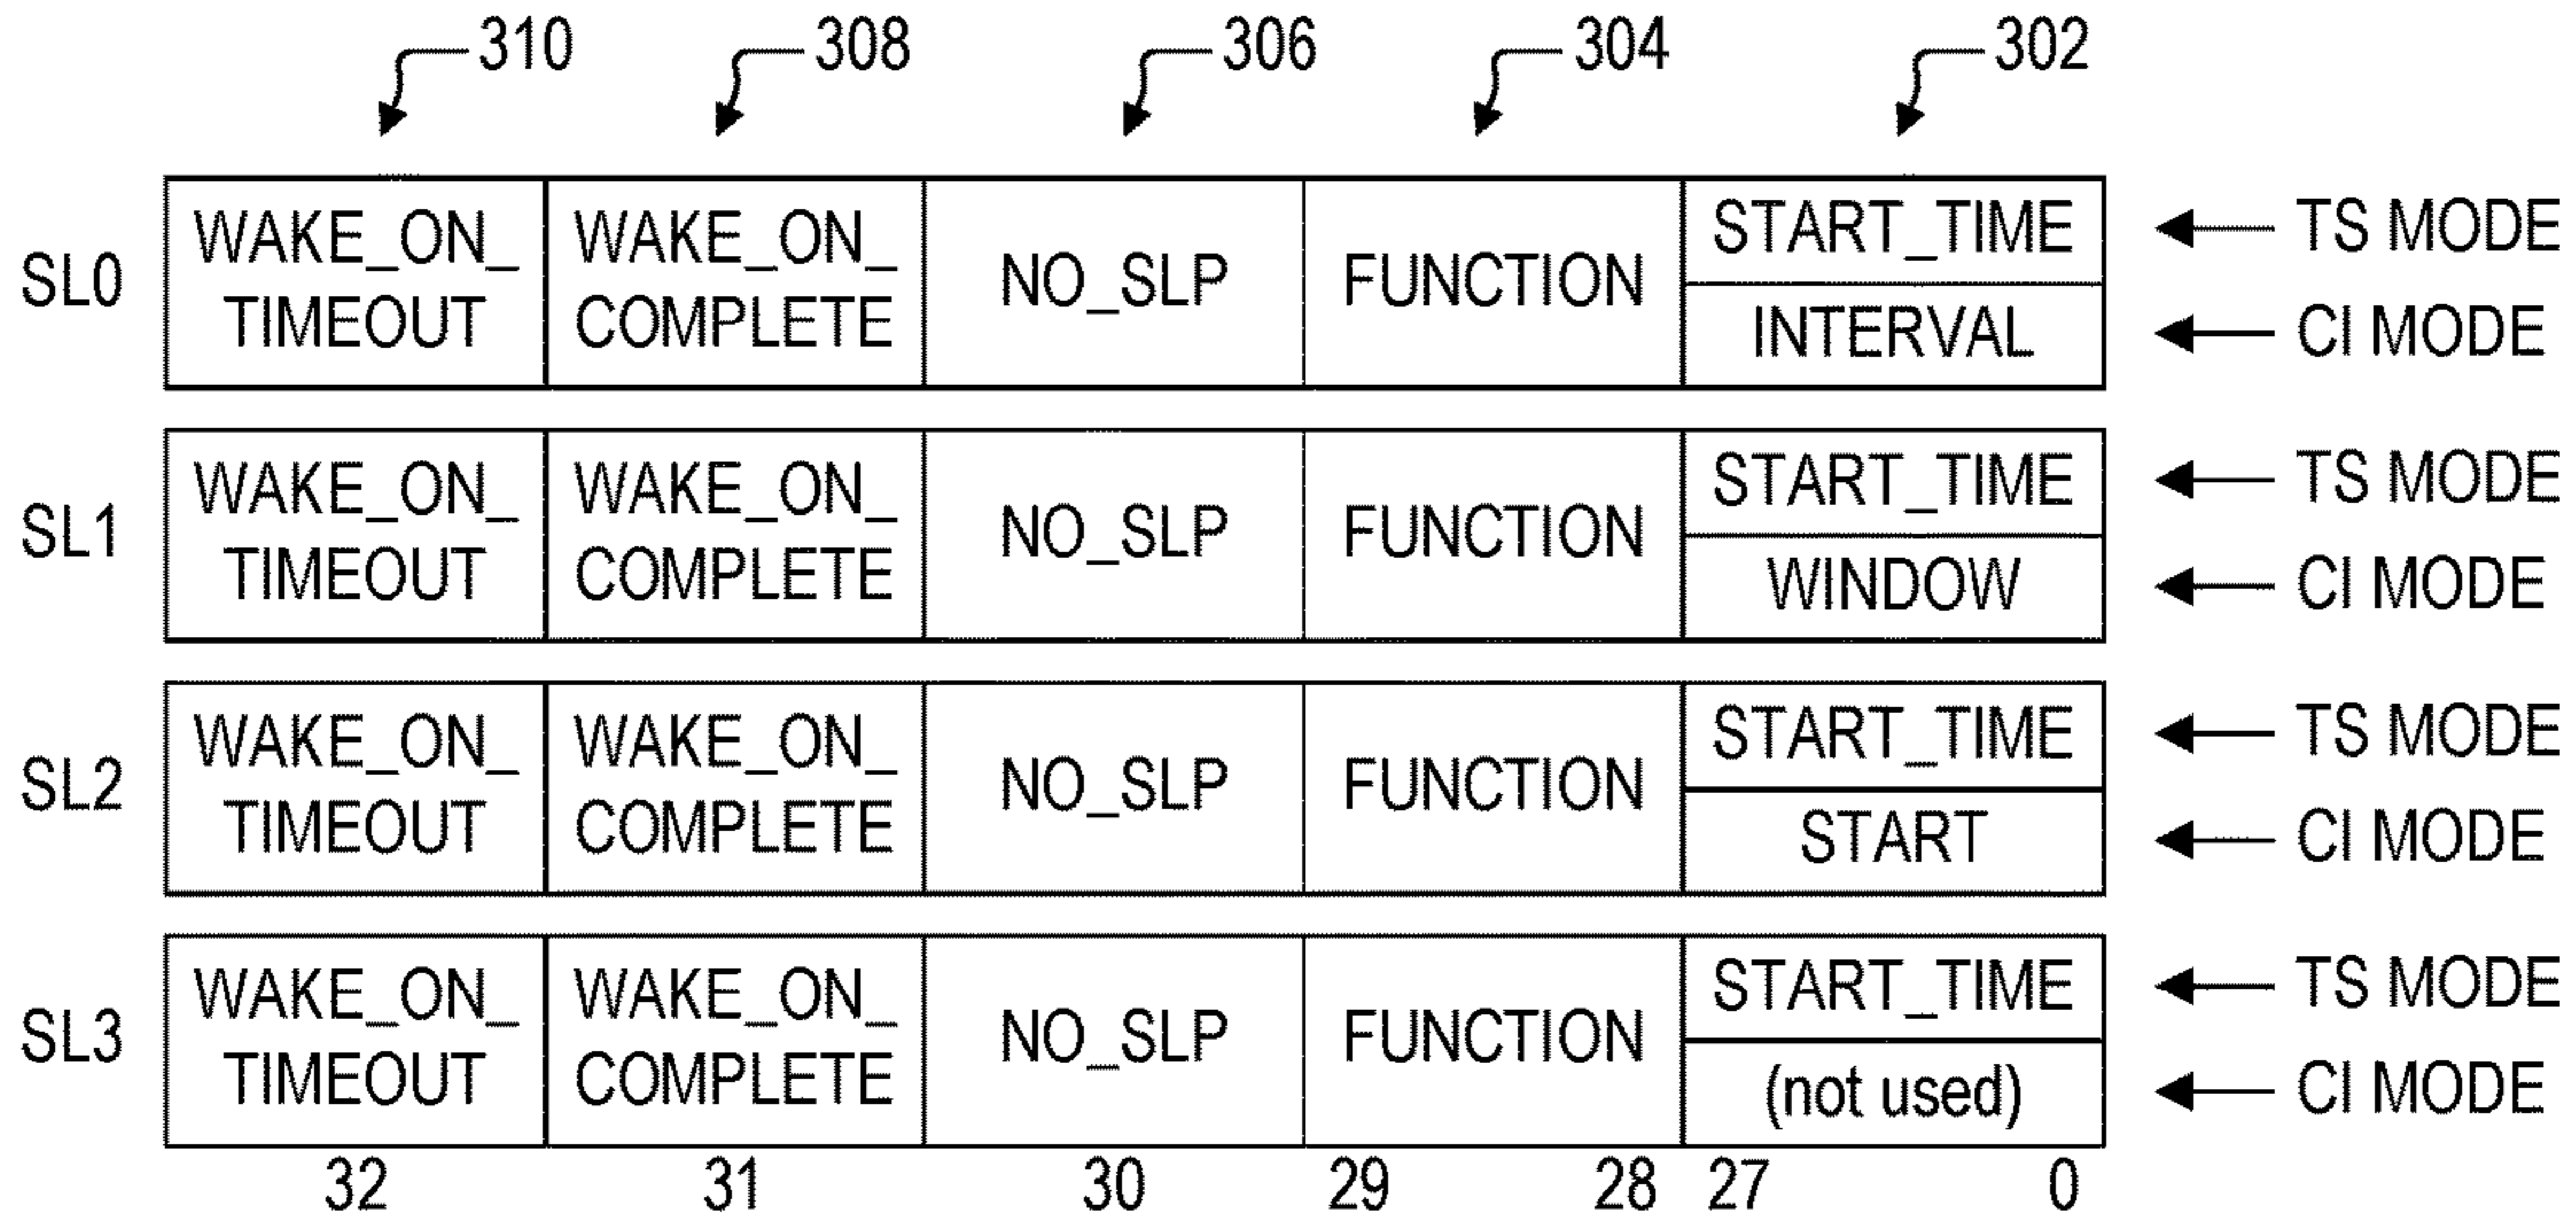 310 308 306 304 302
WAKE_ON_ WAKE_ON_ START_TIME TS MODE
SL0 NO_SLP FUNCTION
TIMEOUT COMPLETE INTERVAL CI MODE
WAKE_ON_ WAKE_ON_ START_TIME TS MODE
SL1 NO_SLP FUNCTION
TIMEOUT COMPLETE WINDOW CI MODE
WAKE_ON_ WAKE_ON_ START_TIME TS MODE
SL2 NO_SLP FUNCTION
TIMEOUT COMPLETE START CI MODE
WAKE_ON_ WAKE_ON_ START_TIME TS MODE
SL3 NO_SLP FUNCTION
TIMEOUT COMPLETE (not used) CI MODE
32 31 30 29 28 27 0